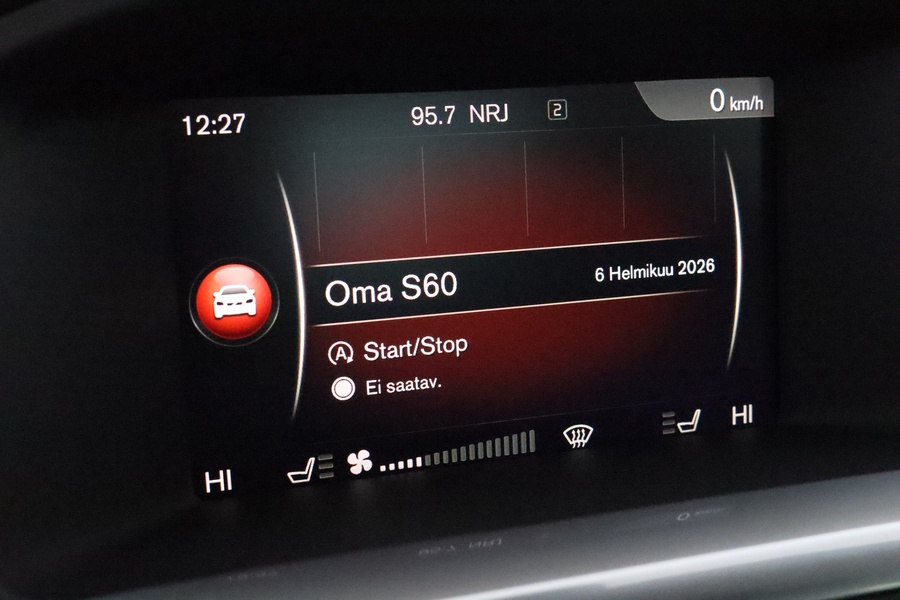 12:27
95.7 NRJ 2
0 km/h
Oma S60
6 Helmikuu 2026
A Start/Stop
Ei saatav.
HI
HI